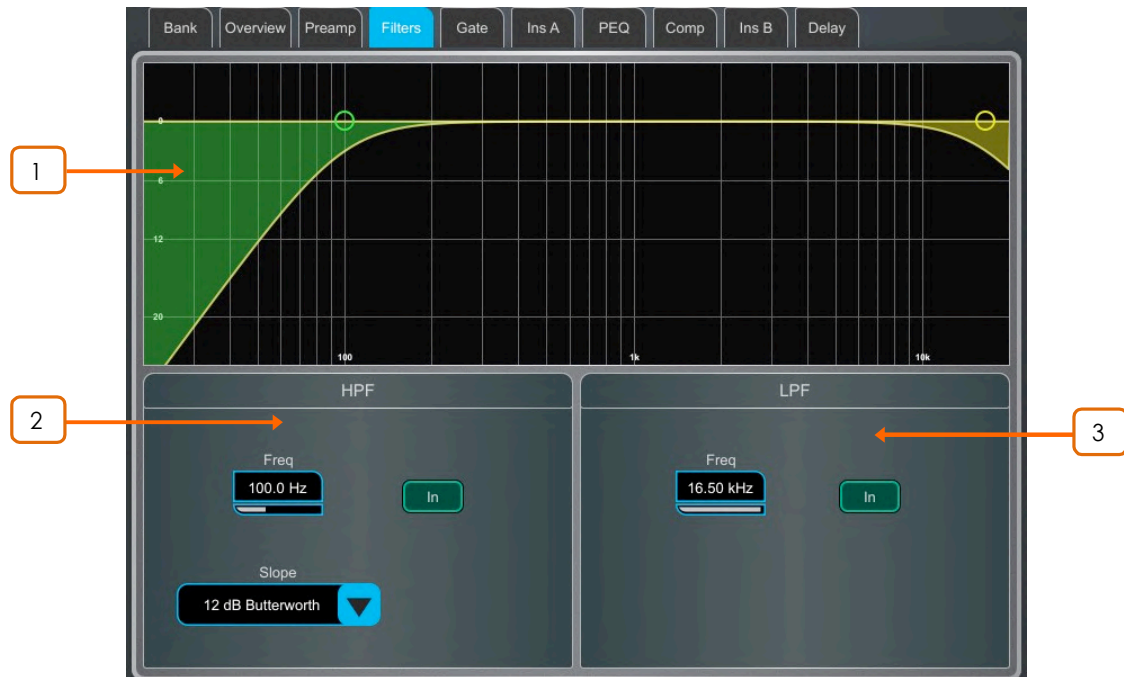 Bank Overview Preamp Filters Gate Ins A PEQ Comp Ins B Delay
0
1
6
12
20
100 1k 10k
HPF LPF
2
3
Freq Freq
100.0 Hz In 16.50 kHz In
Slope
12 dB Butterworth